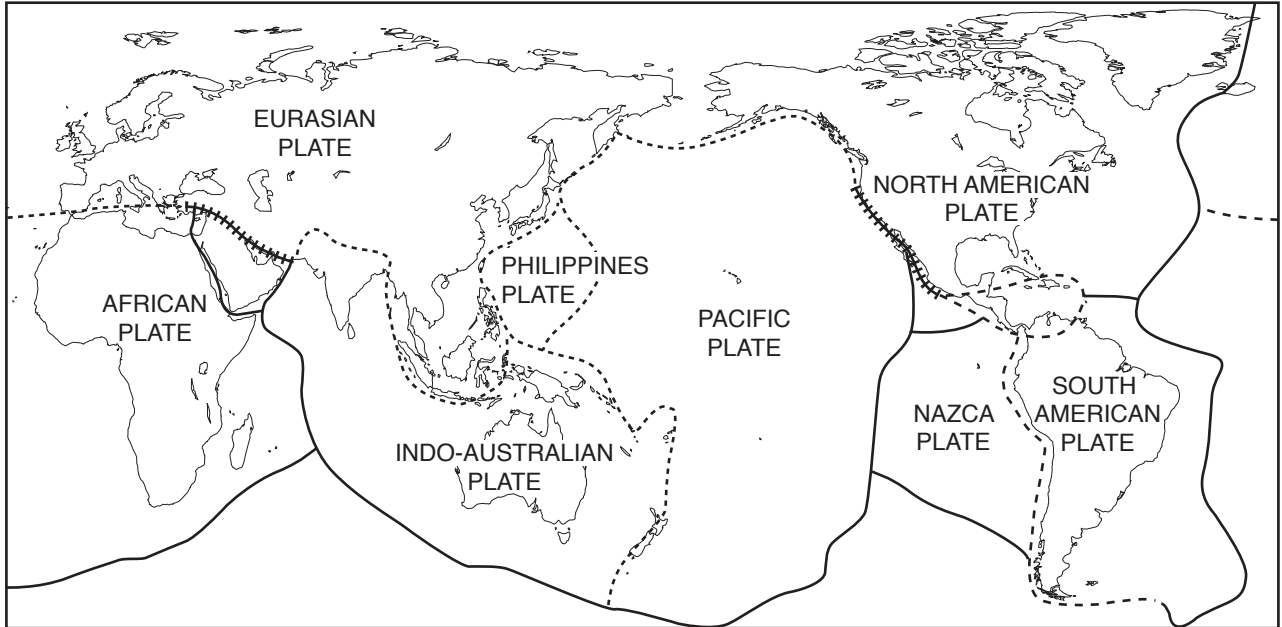 EURASIAN
PLATE
NORTH AMERICAN
PLATE
PHILIPPINES
PLATE
AFRICAN
PLATE
PACIFIC
PLATE
SOUTH
AMERICAN
PLATE
NAZCA
PLATE
INDO-AUSTRALIAN
PLATE